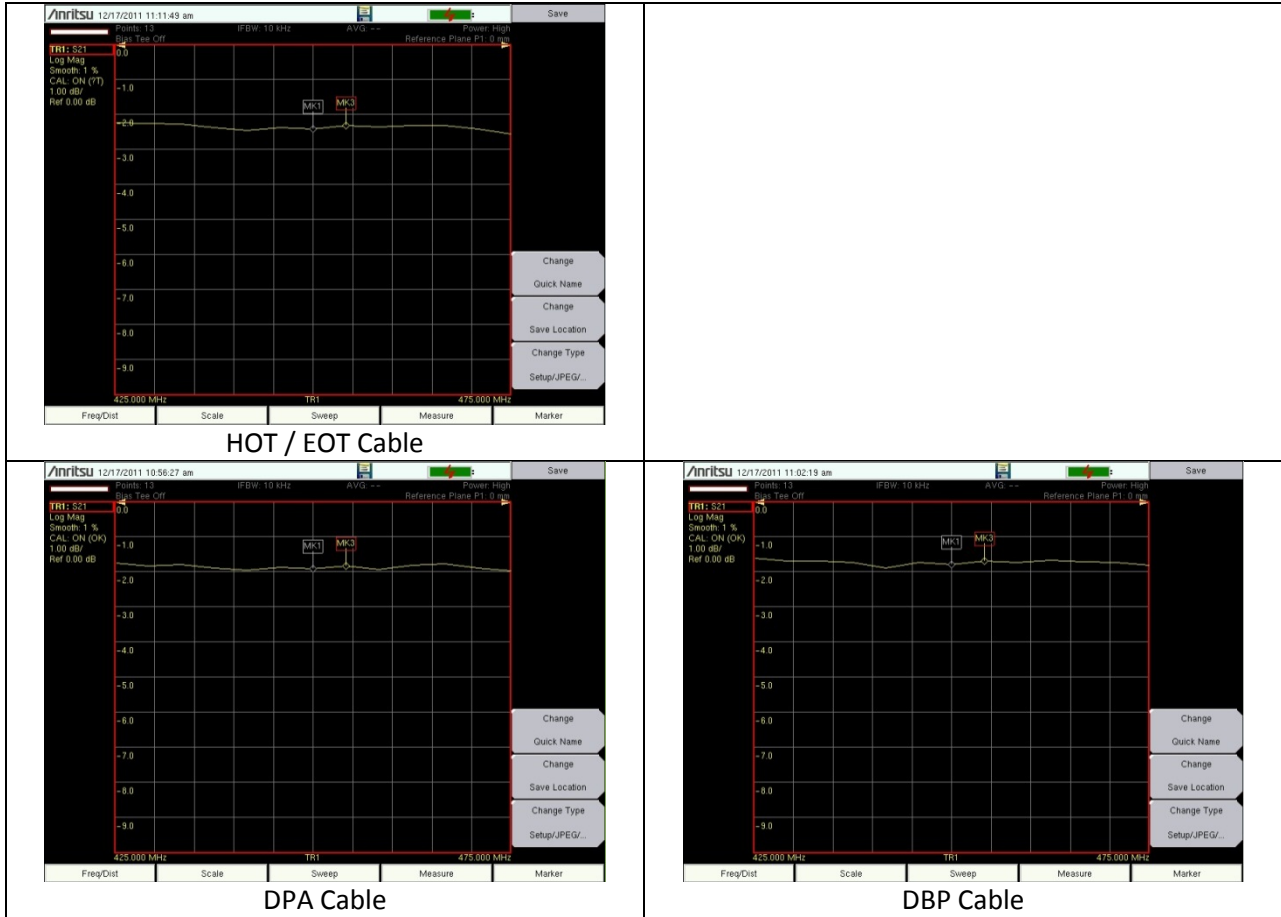 Anritsu 12/17/2011 11:11:49 am
Save
Points: 13 IFBW: 10 kHz AVG: -- Power: High
Bias Tee Off Reference Plane P1: 0 mm
TR1: S21
Log Mag
Smooth: 1 %
CAL: ON (?T)
1.00 dB/
Ref 0.00 dB
0.0
-1.0
MK1 MK3
-2.0
-3.0
-4.0
-5.0
-6.0
-7.0
-8.0
-9.0
Change
Quick Name
Change
Save Location
Change Type
Setup/JPEG/...
425.000 MHz TR1 475.000 MHz
Freq/Dist Scale Sweep Measure Marker
HOT / EOT Cable
Anritsu 12/17/2011 10:56:27 am
Save
Points: 13 IFBW: 10 kHz AVG: -- Power: High
Bias Tee Off Reference Plane P1: 0 mm
TR1: S21
Log Mag
Smooth: 1 %
CAL: ON (OK)
1.00 dB/
Ref 0.00 dB
0.0
-1.0
MK1 MK3
-2.0
-3.0
-4.0
-5.0
-6.0
-7.0
-8.0
-9.0
Change
Quick Name
Change
Save Location
Change Type
Setup/JPEG/...
425.000 MHz TR1 475.000 MHz
Freq/Dist Scale Sweep Measure Marker
DPA Cable
Anritsu 12/17/2011 11:02:19 am
Save
Points: 13 IFBW: 10 kHz AVG: -- Power: High
Bias Tee Off Reference Plane P1: 0 mm
TR1: S21
Log Mag
Smooth: 1 %
CAL: ON (OK)
1.00 dB/
Ref 0.00 dB
0.0
-1.0
MK1 MK3
-2.0
-3.0
-4.0
-5.0
-6.0
-7.0
-8.0
-9.0
Change
Quick Name
Change
Save Location
Change Type
Setup/JPEG/...
425.000 MHz TR1 475.000 MHz
Freq/Dist Scale Sweep Measure Marker
DBP Cable